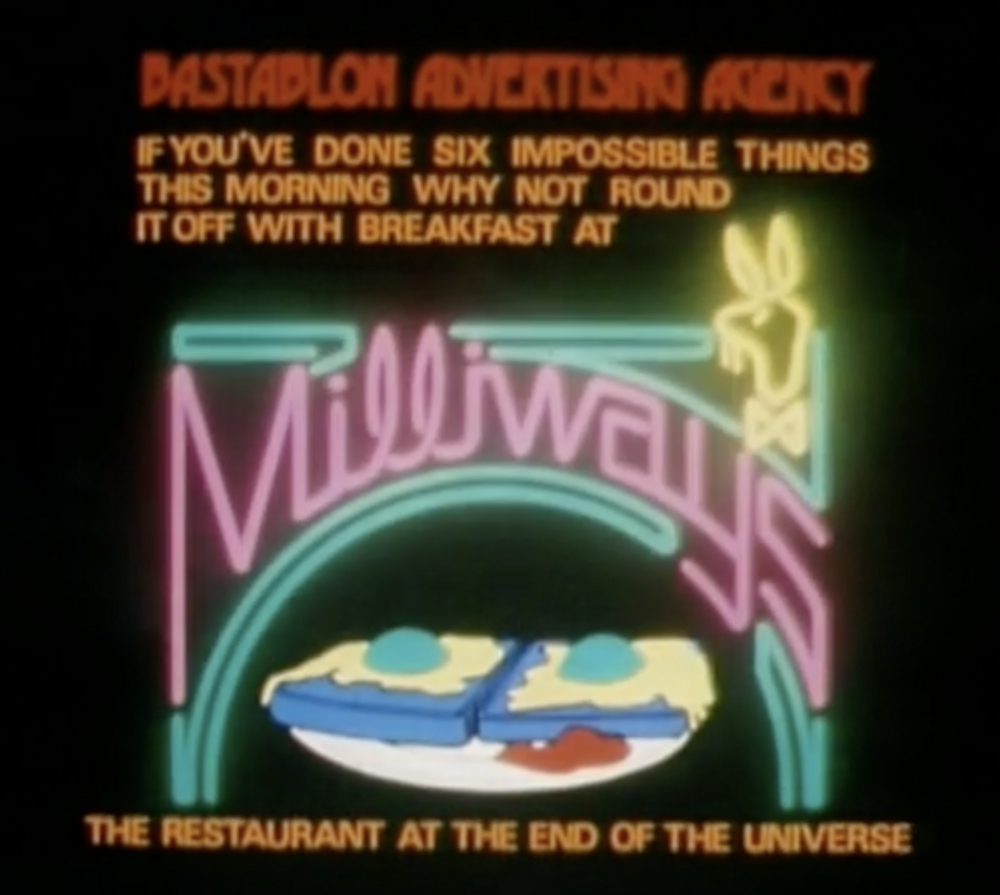 BASTABLON ADVERTISING AGENCY
IF YOU'VE DONE SIX IMPOSSIBLE THINGS
THIS MORNING WHY NOT ROUND
IT OFF WITH BREAKFAST AT
Milliways
THE RESTAURANT AT THE END OF THE UNIVERSE